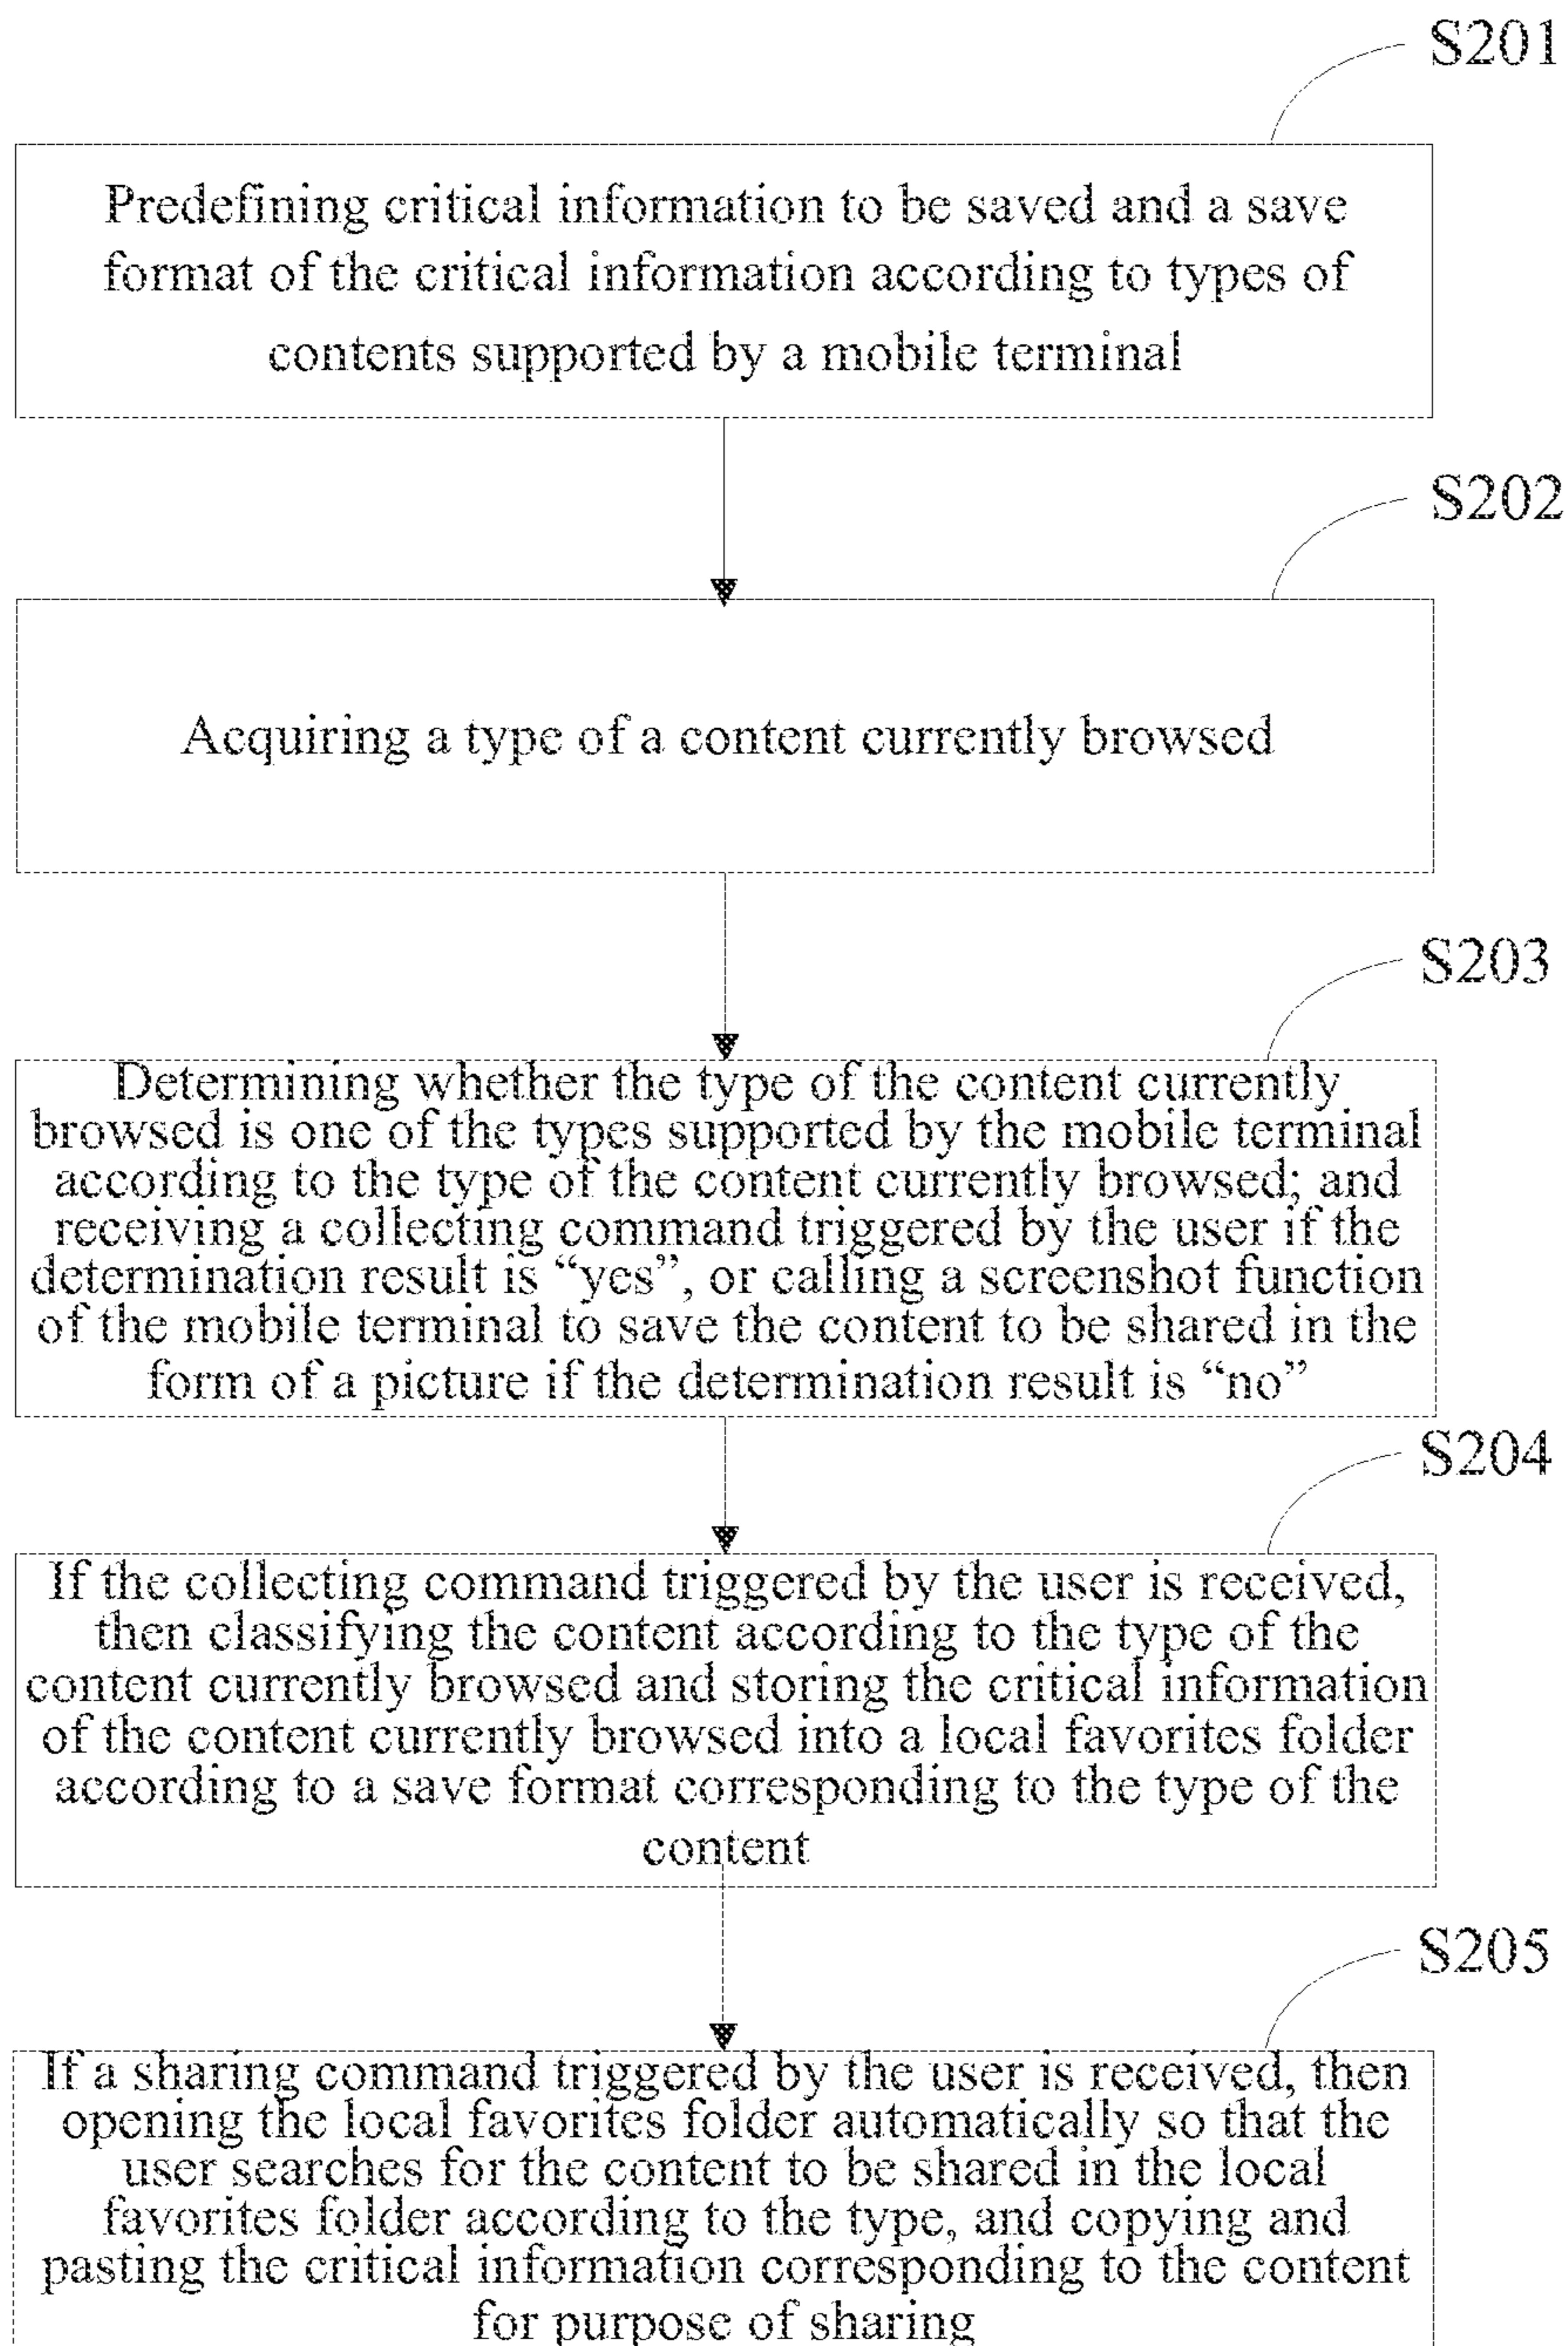 S201
Predefining critical information to be saved and a save
format of the critical information according to types of
contents supported by a mobile terminal
S202
Acquiring a type of a content currently browsed
S203
Determining whether the type of the content currently
browsed is one of the types supported by the mobile terminal
according to the type of the content currently browsed; and
receiving a collecting command triggered by the user if the
determination result is “yes”, or calling a screenshot function
of the mobile terminal to save the content to be shared in the
form of a picture if the determination result is “no”
S204
If the collecting command triggered by the user is received,
then classifying the content according to the type of the
content currently browsed and storing the critical information
of the content currently browsed into a local favorites folder
according to a save format corresponding to the type of the
content
S205
If a sharing command triggered by the user is received, then
opening the local favorites folder automatically so that the
user searches for the content to be shared in the local
favorites folder according to the type, and copying and
pasting the critical information corresponding to the content
for purpose of sharing